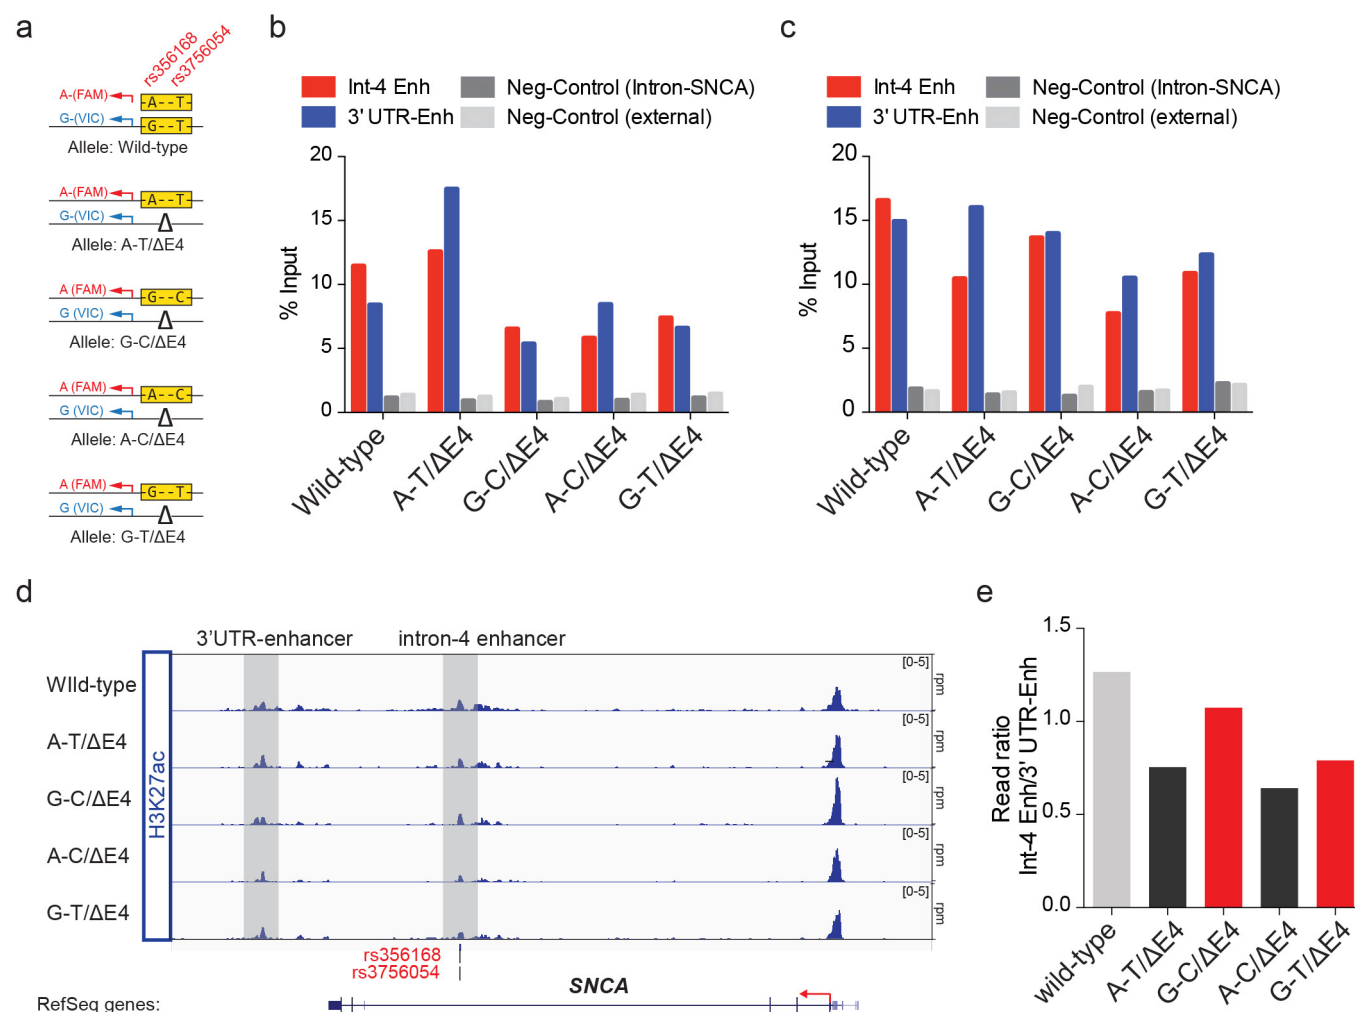 a
rs356168
rs3756054
A-(FAM)
A--T
G-(VIC)
G--T
Allele: Wild-type
A-(FAM)
A--T
G-(VIC)
Δ
Allele: A-T/ΔE4
A (FAM)
G--C
G (VIC)
Δ
Allele: G-C/ΔE4
A (FAM)
A--C
G (VIC)
Δ
Allele: A-C/ΔE4
A (FAM)
G--T
G (VIC)
Δ
Allele: G-T/ΔE4
b
Int-4 Enh
Neg-Control (Intron-SNCA)
3' UTR-Enh
Neg-Control (external)
% Input
20
15
10
5
0
Wild-type
A-T/ΔE4
G-C/ΔE4
A-C/ΔE4
G-T/ΔE4
c
Int-4 Enh
Neg-Control (Intron-SNCA)
3' UTR-Enh
Neg-Control (external)
% Input
20
15
10
5
0
Wild-type
A-T/ΔE4
G-C/ΔE4
A-C/ΔE4
G-T/ΔE4
d
3'UTR-enhancer
intron-4 enhancer
H3K27ac
WIld-type
[0-5]
rpm
A-T/ΔE4
[0-5]
rpm
G-C/ΔE4
[0-5]
rpm
A-C/ΔE4
[0-5]
rpm
G-T/ΔE4
[0-5]
rpm
rs356168
rs3756054
SNCA
RefSeq genes:
e
Read ratio
Int-4 Enh/3' UTR-Enh
1.5
1.0
0.5
0.0
wild-type
A-T/ΔE4
G-C/ΔE4
A-C/ΔE4
G-T/ΔE4